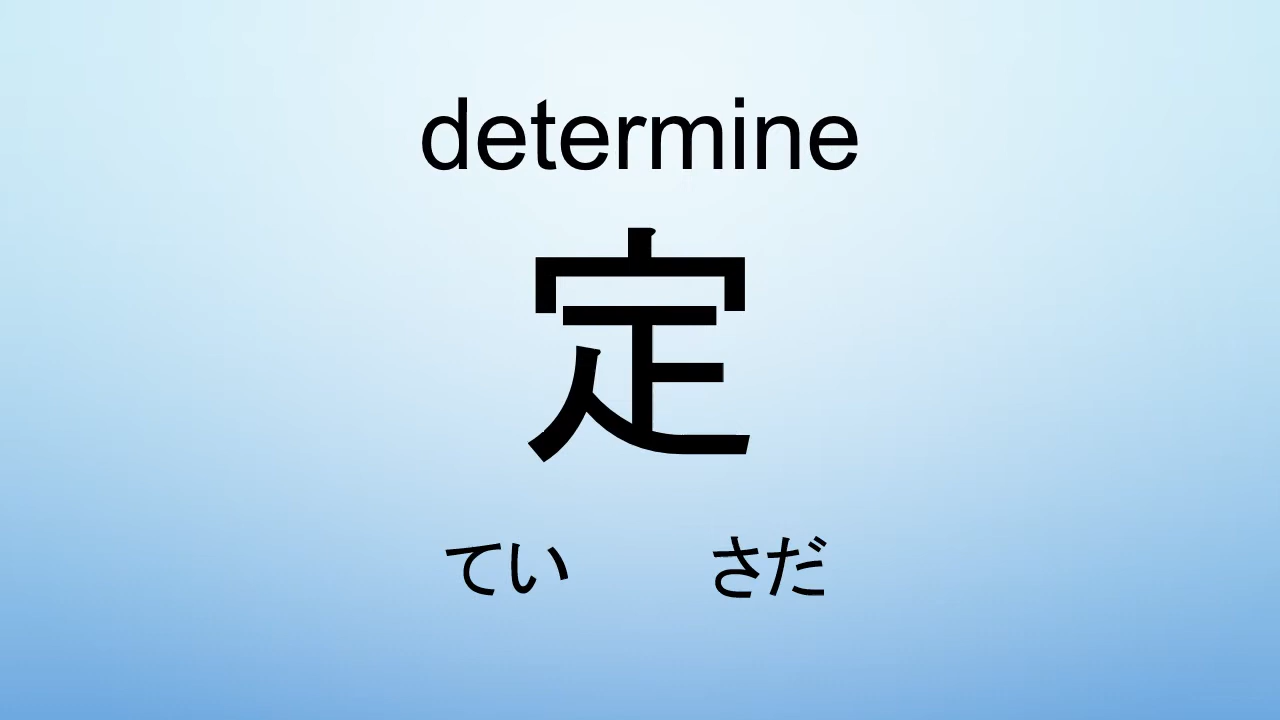 determine
定
てい さだ